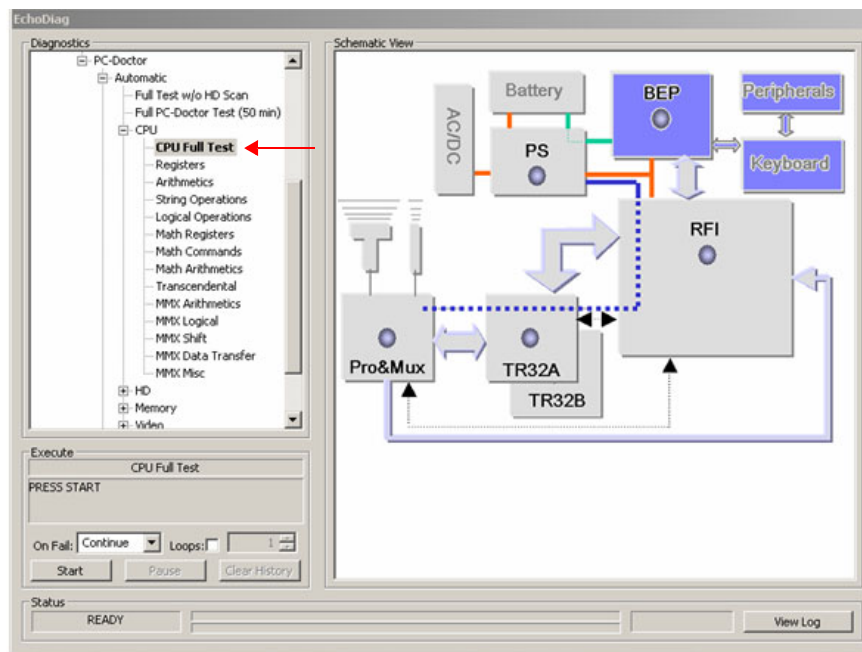 EchoDiag
Diagnostics
PC-Doctor
Automatic
Full Test w/o HD Scan
Full PC-Doctor Test (50 min)
CPU
CPU Full Test
Registers
Arithmetics
String Operations
Logical Operations
Math Registers
Math Commands
Math Arithmetics
Transcendental
MMX Arithmetics
MMX Logical
MMX Shift
MMX Data Transfer
MMX Misc
HD
Memory
Video
Execute
CPU Full Test
PRESS START
On Fail: Continue Loops: 1
Start Pause Clear History
Schematic View
Battery
AC/DC
PS
BEP
Peripherals
Keyboard
RFI
Pro&Mux
TR32A
TR32B
Status
READY
View Log